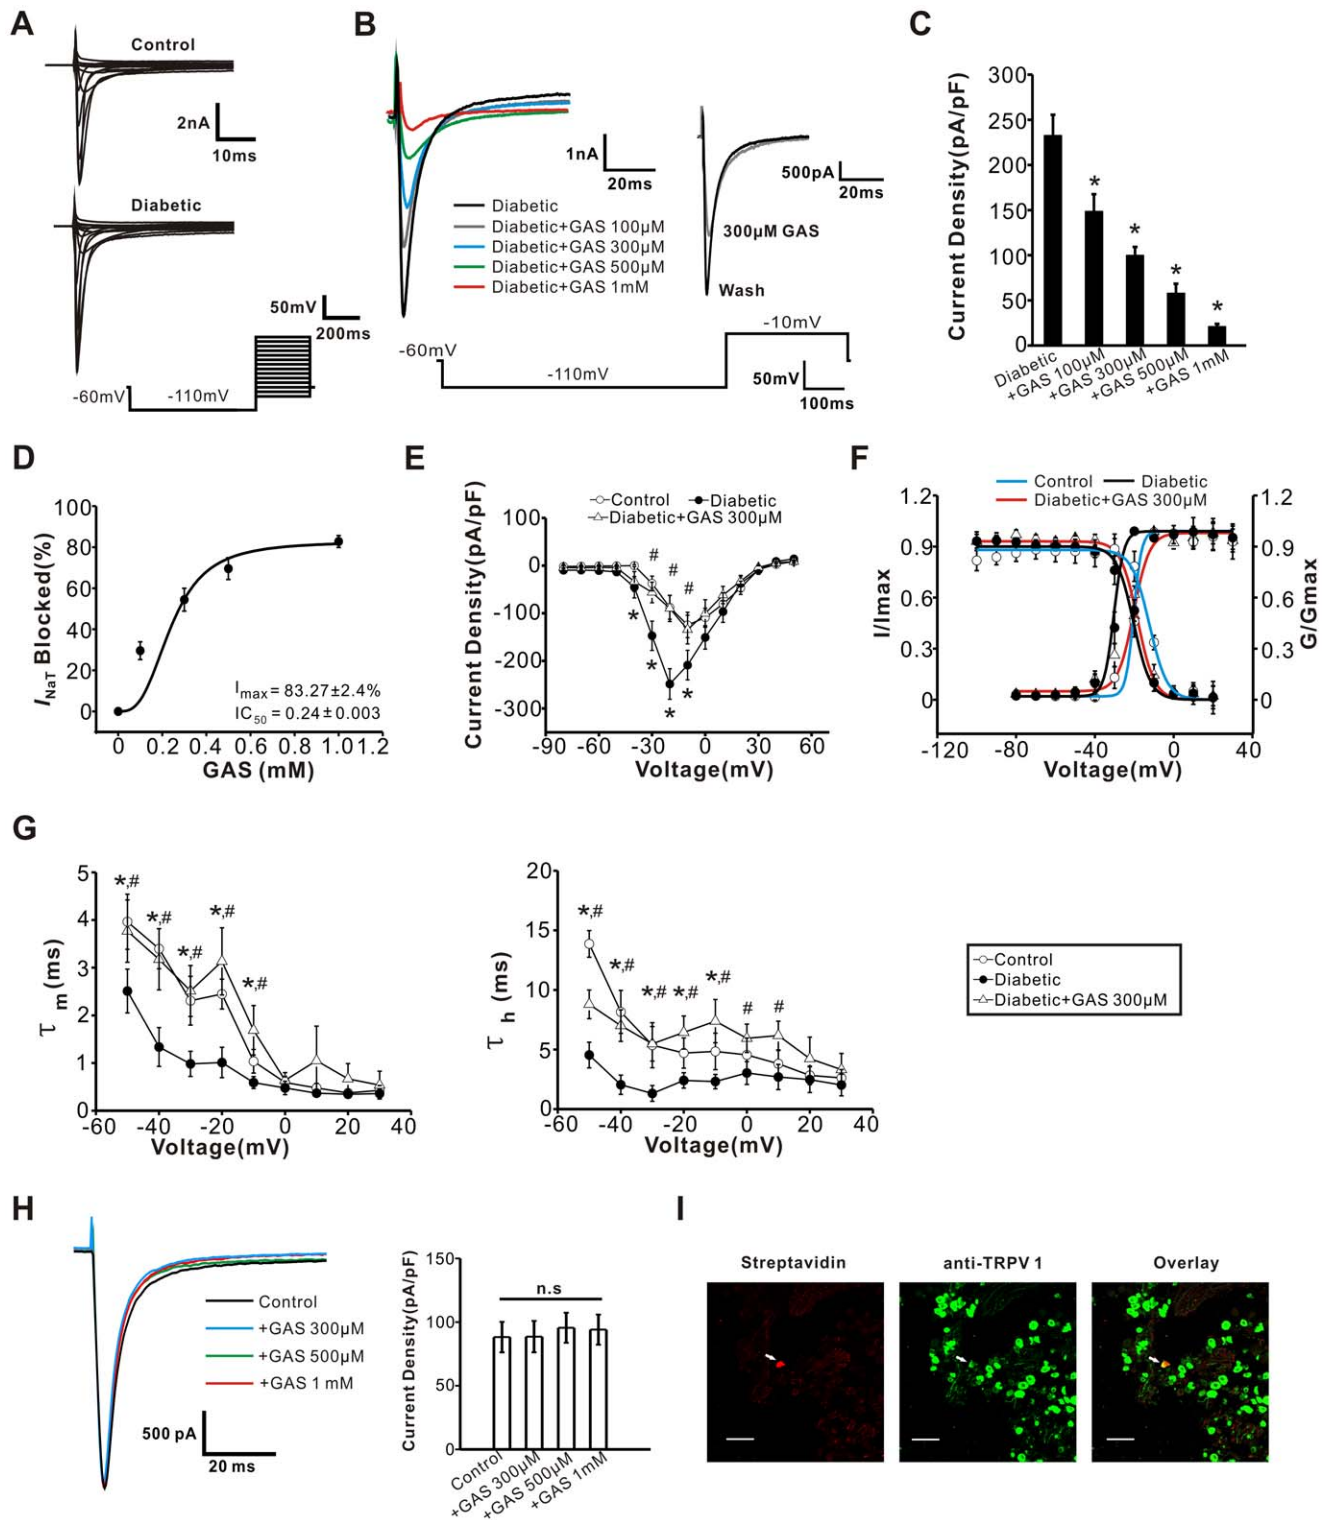 A
Control
2nA
10ms
Diabetic
50mV
200ms
-60mV
-110mV
B
1nA
20ms
Diabetic
Diabetic+GAS 100µM
Diabetic+GAS 300µM
Diabetic+GAS 500µM
Diabetic+GAS 1mM
500pA
20ms
300µM GAS
Wash
-60mV
-110mV
-10mV
50mV
100ms
C
Current Density(pA/pF)
300
250
200
150
100
50
0
*
*
*
*
Diabetic
+GAS 100µM
+GAS 300µM
+GAS 500µM
+GAS 1mM
D
INaT Blocked(%)
100
80
60
40
20
0
Imax = 83.27±2.4%
IC50 = 0.24±0.003
0 0.2 0.4 0.6 0.8 1.0 1.2
GAS (mM)
E
Control Diabetic
Diabetic+GAS 300µM
Current Density(pA/pF)
100
0
-100
-200
-300
# # #
* * * *
-90 -60 -30 0 30 60
Voltage(mV)
F
Control Diabetic
Diabetic+GAS 300µM
I/Imax
1.2
0.9
0.6
0.3
0
1.2
0.9
0.6
0.3
0
G/Gmax
-120 -80 -40 0 40
Voltage(mV)
G
τ m (ms)
5
4
3
2
1
0
*,# *,# *,# *,# *,#
-60 -40 -20 0 20 40
Voltage(mV)
τ h (ms)
20
15
10
5
0
*,# *,# *,# *,# *,# # #
-60 -40 -20 0 20 40
Voltage(mV)
Control
Diabetic
Diabetic+GAS 300µM
H
Control
+GAS 300µM
+GAS 500µM
+GAS 1 mM
500 pA
20 ms
Current Density(pA/pF)
150
100
50
0
n.s
Control
+GAS 300µM
+GAS 500µM
+GAS 1mM
I
Streptavidin
anti-TRPV 1
Overlay